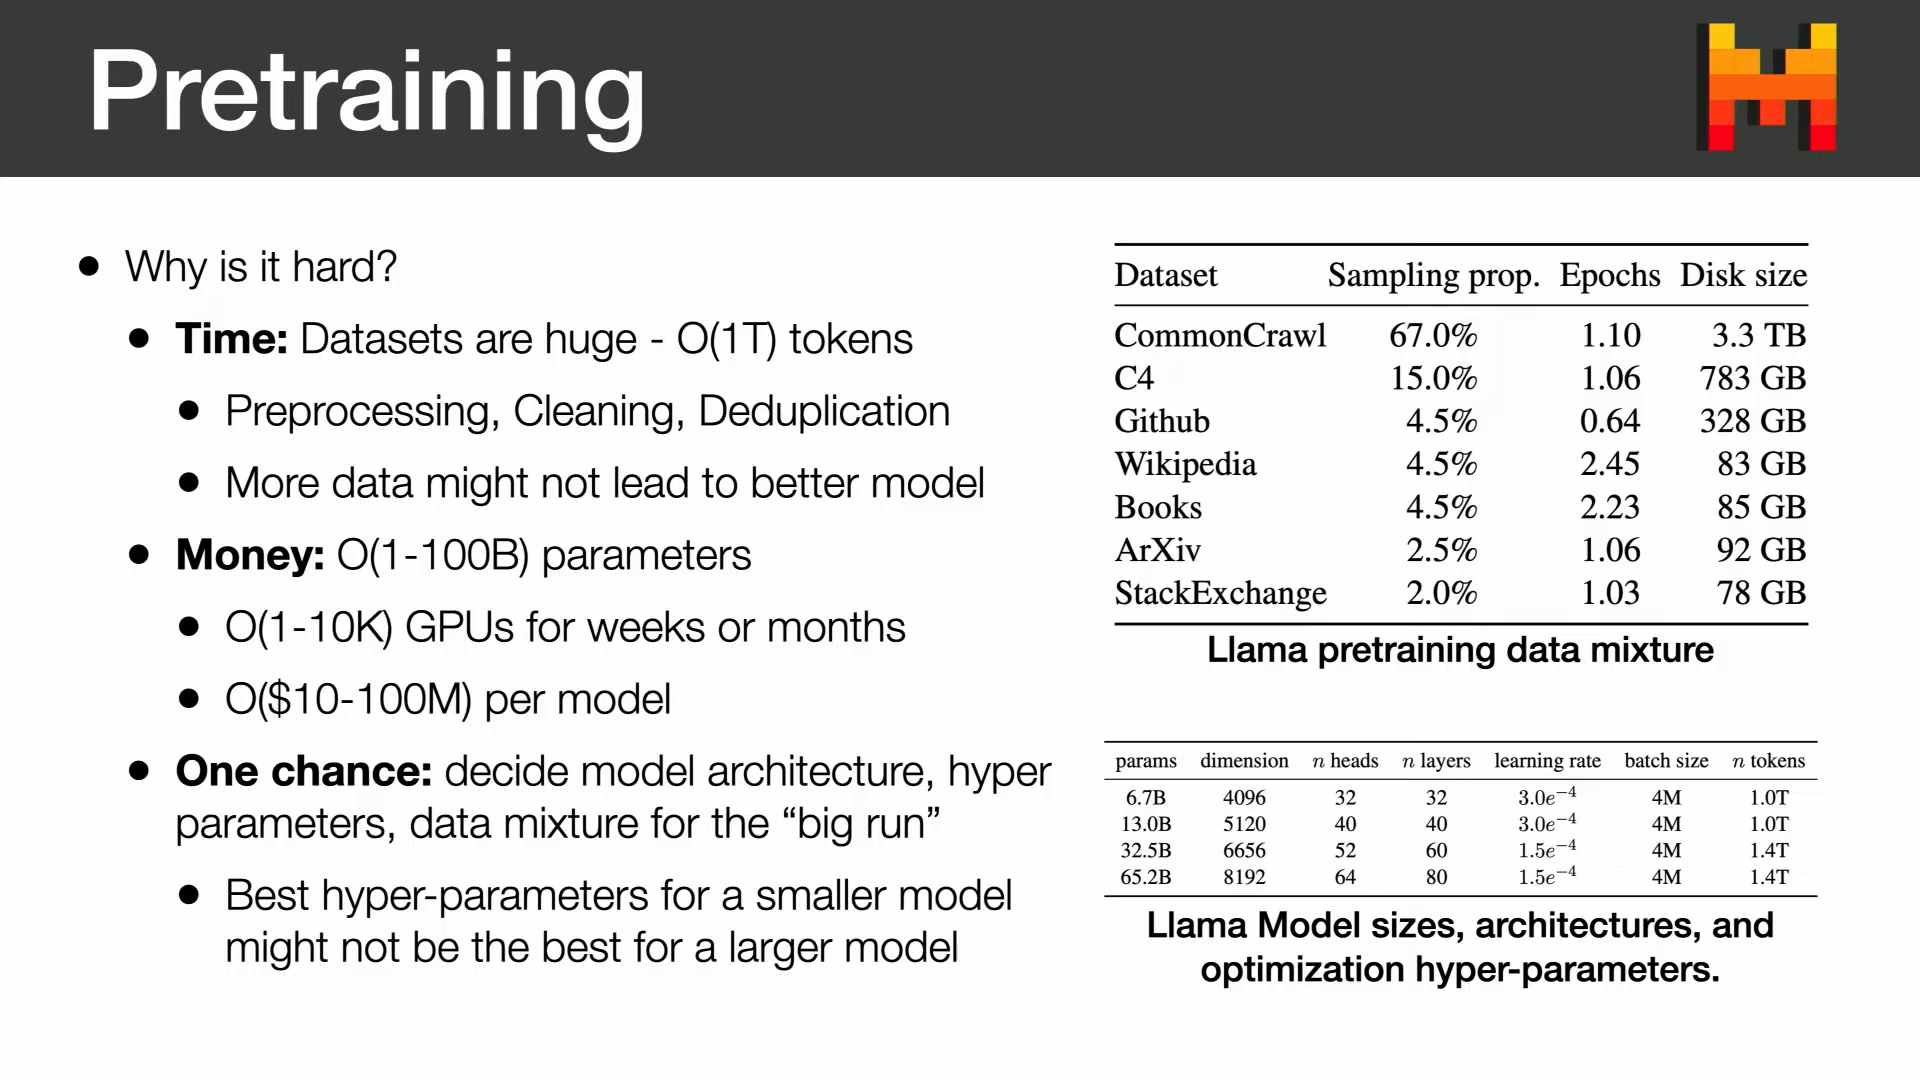 Pretraining
• Why is it hard?
• Time: Datasets are huge - O(1T) tokens
• Preprocessing, Cleaning, Deduplication
• More data might not lead to better model
• Money: O(1-100B) parameters
• O(1-10K) GPUs for weeks or months
• O($10-100M) per model
• One chance: decide model architecture, hyper
parameters, data mixture for the “big run”
• Best hyper-parameters for a smaller model
might not be the best for a larger model
Dataset Sampling prop. Epochs Disk size
CommonCrawl 67.0% 1.10 3.3 TB
C4 15.0% 1.06 783 GB
Github 4.5% 0.64 328 GB
Wikipedia 4.5% 2.45 83 GB
Books 4.5% 2.23 85 GB
ArXiv 2.5% 1.06 92 GB
StackExchange 2.0% 1.03 78 GB
Llama pretraining data mixture
params dimension n heads n layers learning rate batch size n tokens
6.7B 4096 32 32 3.0e⁻⁴ 4M 1.0T
13.0B 5120 40 40 3.0e⁻⁴ 4M 1.0T
32.5B 6656 52 60 1.5e⁻⁴ 4M 1.4T
65.2B 8192 64 80 1.5e⁻⁴ 4M 1.4T
Llama Model sizes, architectures, and
optimization hyper-parameters.